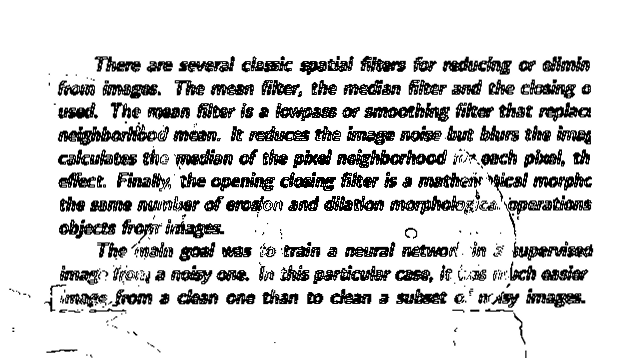 There are several classic spatial filters for reducing or elimin
from images. The mean filter, the median filter and the closing o
used. The mean filter is a lowpass or smoothing filter that replac
neighborhood mean. It reduces the image noise but blurs the imag
calculates the median of the pixel neighborhood for each pixel, th
effect. Finally, the opening closing filter is a mathematical morpho
the same number of erosion and dilation morphological operations
objects from images.
The main goal was to train a neural network in a supervised
image from a noisy one. In this particular case, it was much easier
image from a clean one than to clean a subset of noisy images.